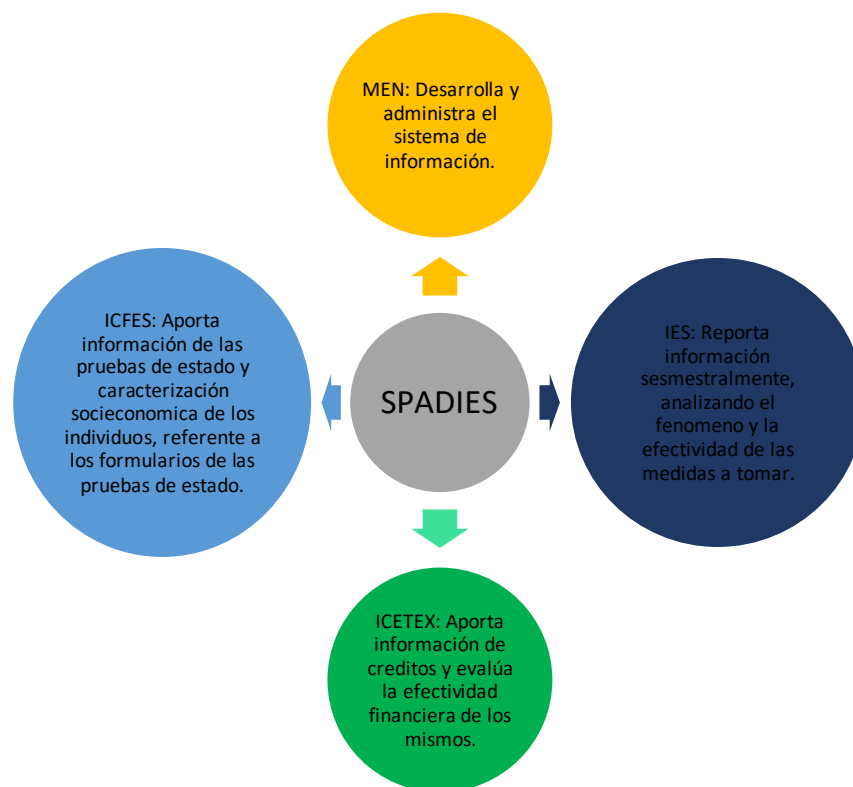 MEN: Desarrolla y
administra el
sistema de
información.
ICFES: Aporta
información de las
pruebas de estado y
caracterización
socieconomica de los
individuos, referente a
los formularios de las
pruebas de estado.
SPADIES
IES: Reporta
información
sesmestralmente,
analizando el
fenomeno y la
efectividad de las
medidas a tomar.
ICETEX: Aporta
información de
creditos y evalúa
la efectividad
financiera de los
mismos.